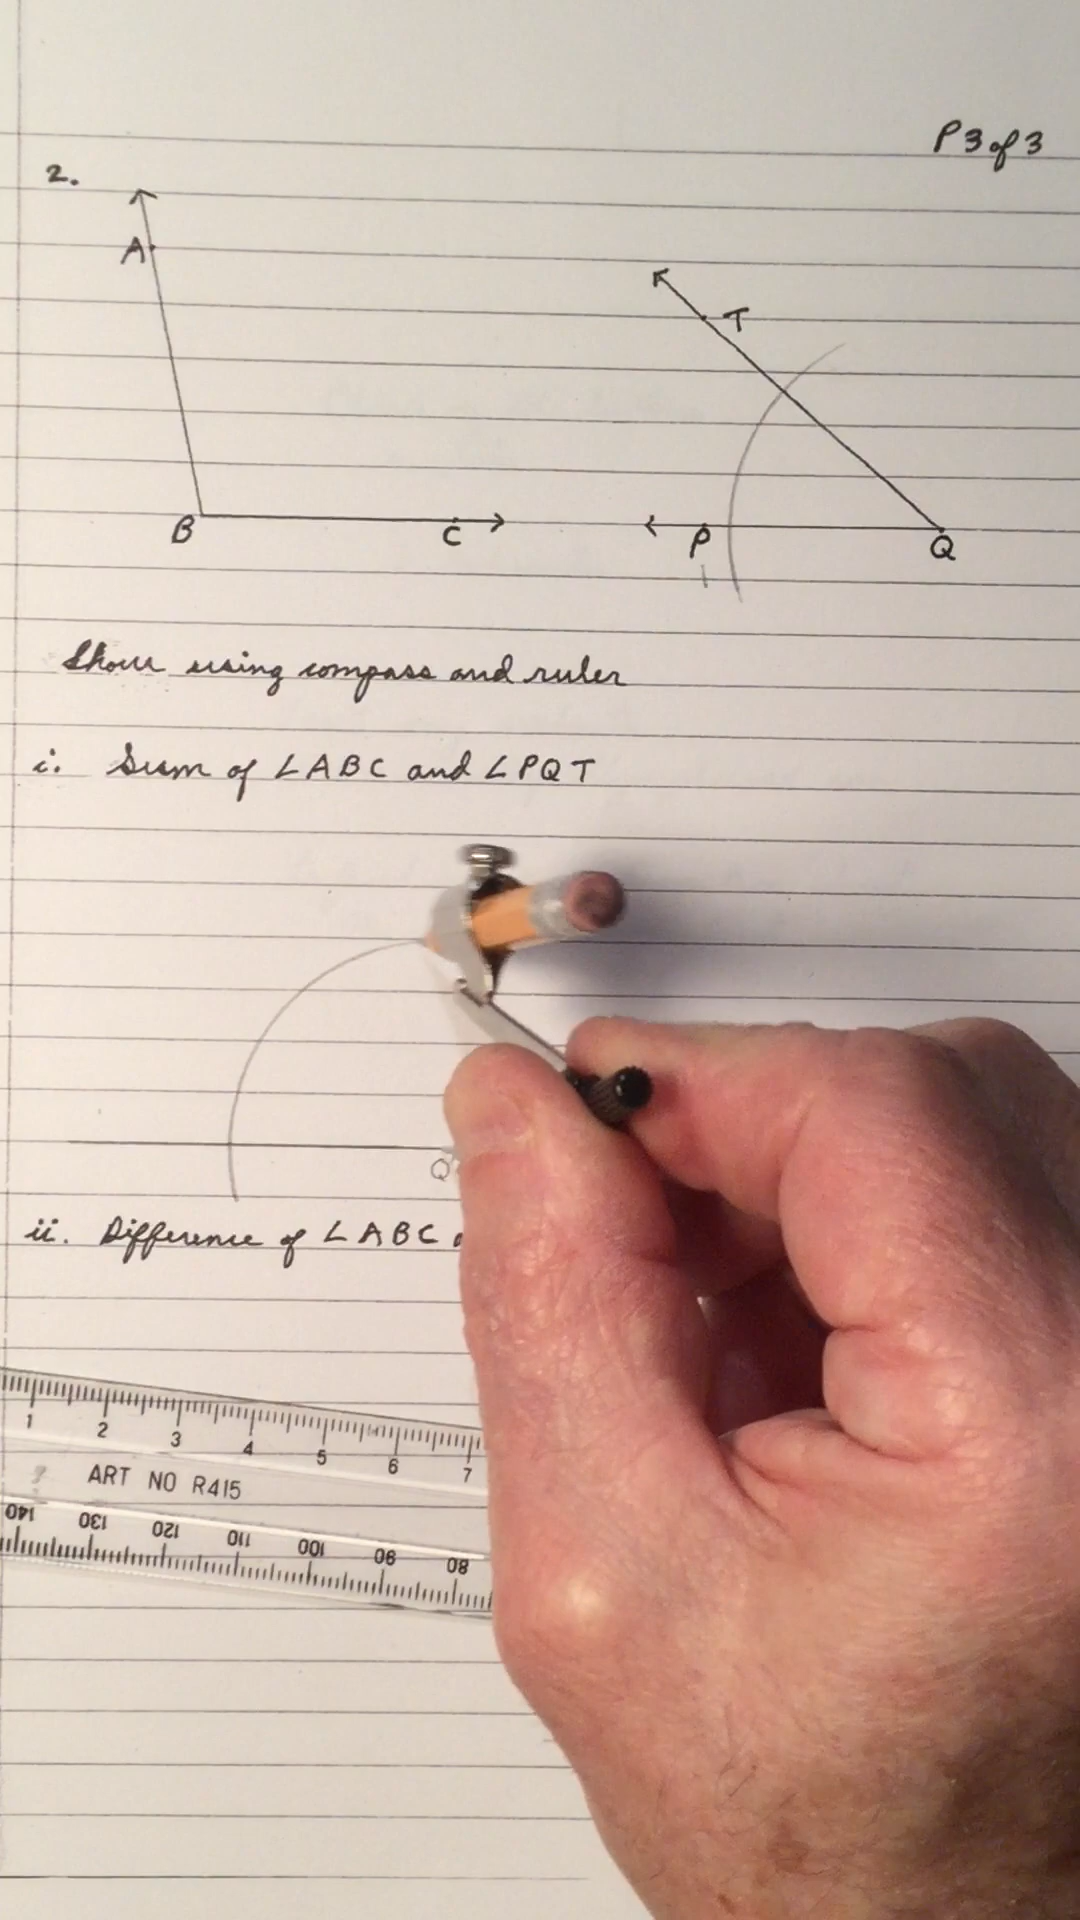 P 3 of 3
2.
A
T
B
C
P
Q
Show using compass and ruler
i. Sum of ∠ABC and ∠PQT
Q
ii. Difference of ∠ABC
1 2 3 4 5 6 7
ART NO R415
140 130 120 110 100 90 80